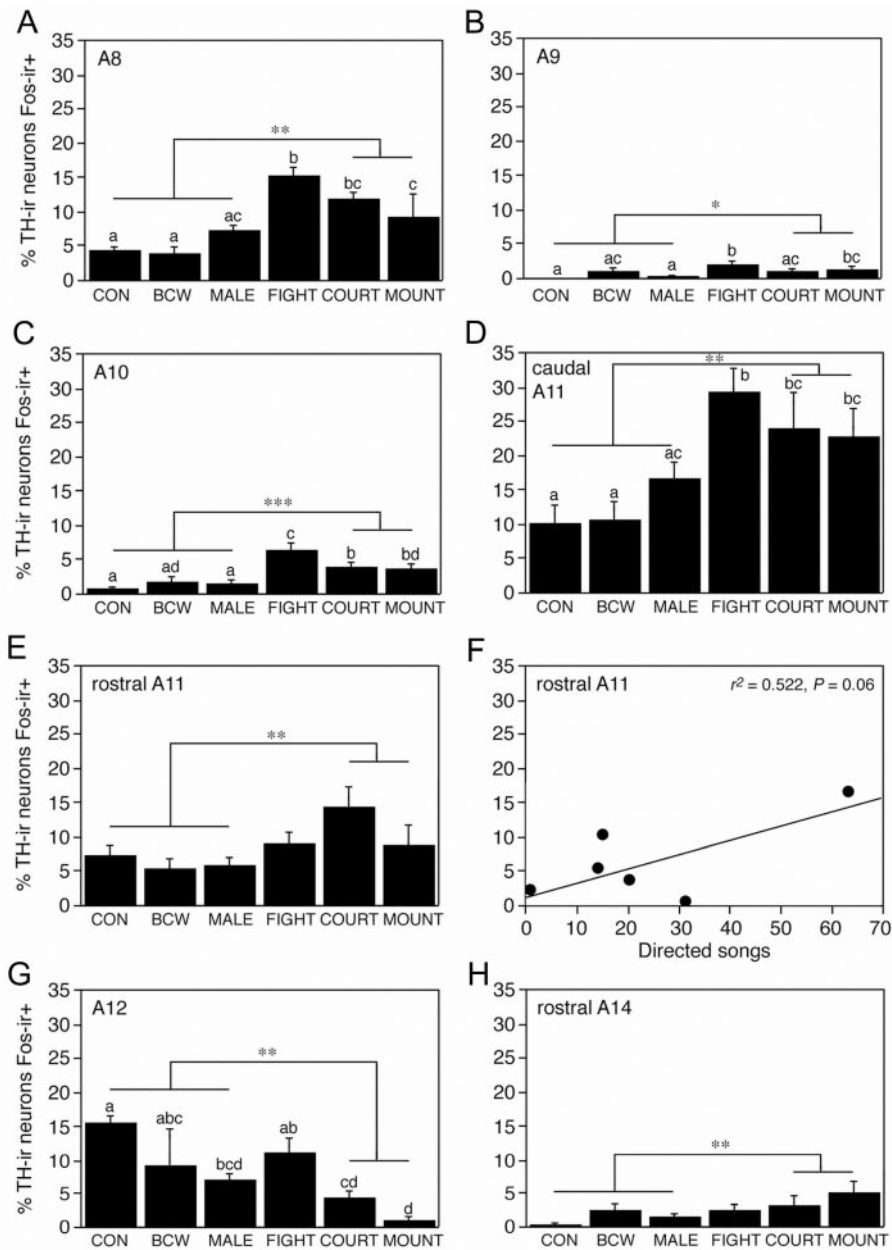 A
B
35
30
25
20
15
10
5
0
% TH-ir neurons Fos-ir+
A8
**
a
a
ac
b
bc
c
CON BCW MALE FIGHT COURT MOUNT
35
30
25
20
15
10
5
0
A9
*
a
ac
a
b
ac
bc
CON BCW MALE FIGHT COURT MOUNT
C
D
35
30
25
20
15
10
5
0
% TH-ir neurons Fos-ir+
A10
***
a
ad
a
c
b
bd
CON BCW MALE FIGHT COURT MOUNT
35
30
25
20
15
10
5
0
caudal
A11
**
a
a
ac
b
bc
bc
CON BCW MALE FIGHT COURT MOUNT
E
F
35
30
25
20
15
10
5
0
% TH-ir neurons Fos-ir+
rostral A11
**
CON BCW MALE FIGHT COURT MOUNT
35
30
25
20
15
10
5
0
rostral A11
r² = 0.522, P = 0.06
0 10 20 30 40 50 60 70
Directed songs
G
H
35
30
25
20
15
10
5
0
% TH-ir neurons Fos-ir+
A12
**
a
abc
bcd
ab
cd
d
CON BCW MALE FIGHT COURT MOUNT
35
30
25
20
15
10
5
0
rostral A14
**
CON BCW MALE FIGHT COURT MOUNT